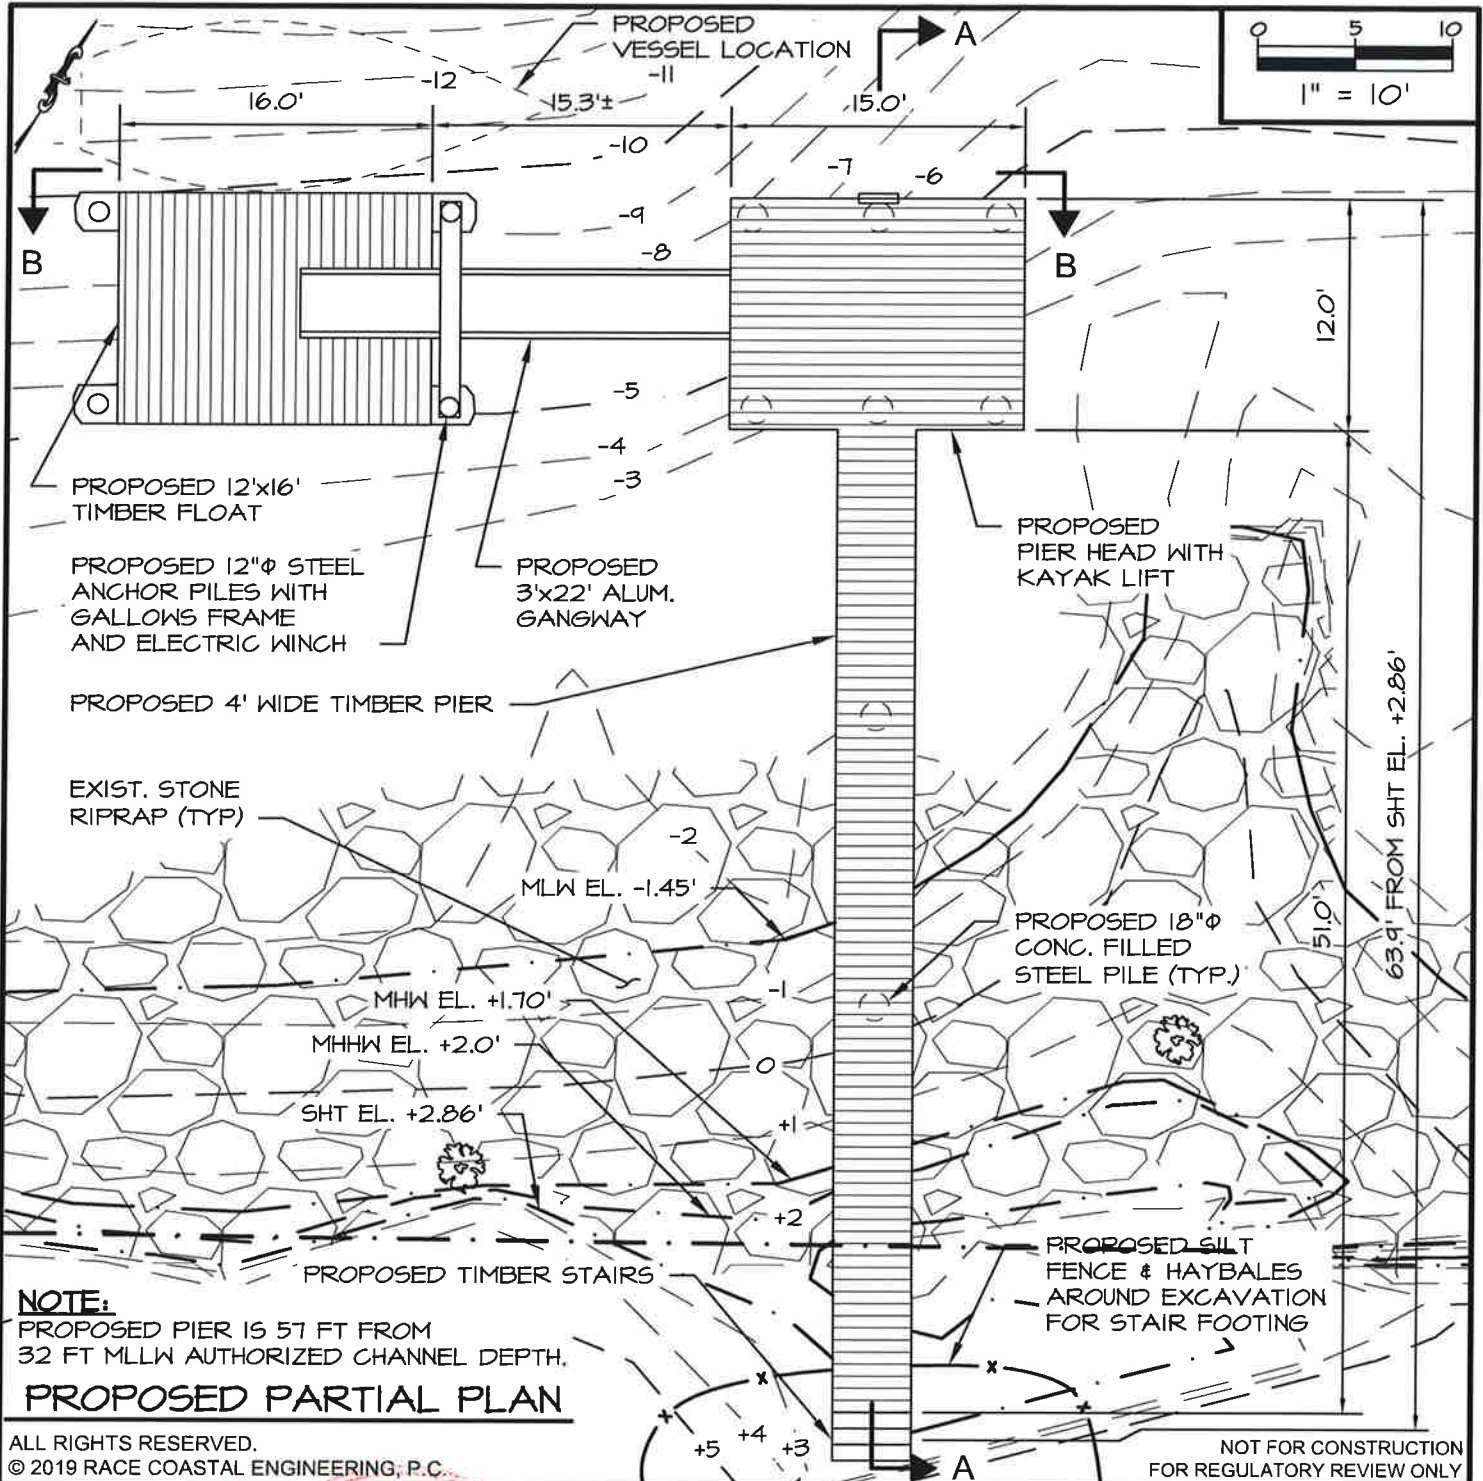 PROPOSED
VESSEL LOCATION
A
0 5 10
1" = 10'
-12
-11
16.0'
15.3'±
15.0'
-10
-7
-6
-9
-8
B
B
12.0'
-5
-4
-3
PROPOSED 12'x16'
TIMBER FLOAT
PROPOSED 12"Φ STEEL
ANCHOR PILES WITH
GALLOWS FRAME
AND ELECTRIC WINCH
PROPOSED
3'x22' ALUM.
GANGWAY
PROPOSED
PIER HEAD WITH
KAYAK LIFT
PROPOSED 4' WIDE TIMBER PIER
EXIST. STONE
RIPRAP (TYP)
-2
MLW EL. -1.45'
63.9' FROM SHT EL. +2.86'
51.0'
PROPOSED 18"Φ
CONC. FILLED
STEEL PILE (TYP.)
-1
MHW EL. +1.70'
MHHW EL. +2.0'
0
SHT EL. +2.86'
+1
+2
PROPOSED TIMBER STAIRS
PROPOSED SILT
FENCE & HAYBALES
AROUND EXCAVATION
FOR STAIR FOOTING
NOTE:
PROPOSED PIER IS 57 FT FROM
32 FT MLLW AUTHORIZED CHANNEL DEPTH.
PROPOSED PARTIAL PLAN
+5
+4
+3
A
ALL RIGHTS RESERVED.
© 2019 RACE COASTAL ENGINEERING, P.C.
NOT FOR CONSTRUCTION
FOR REGULATORY REVIEW ONLY